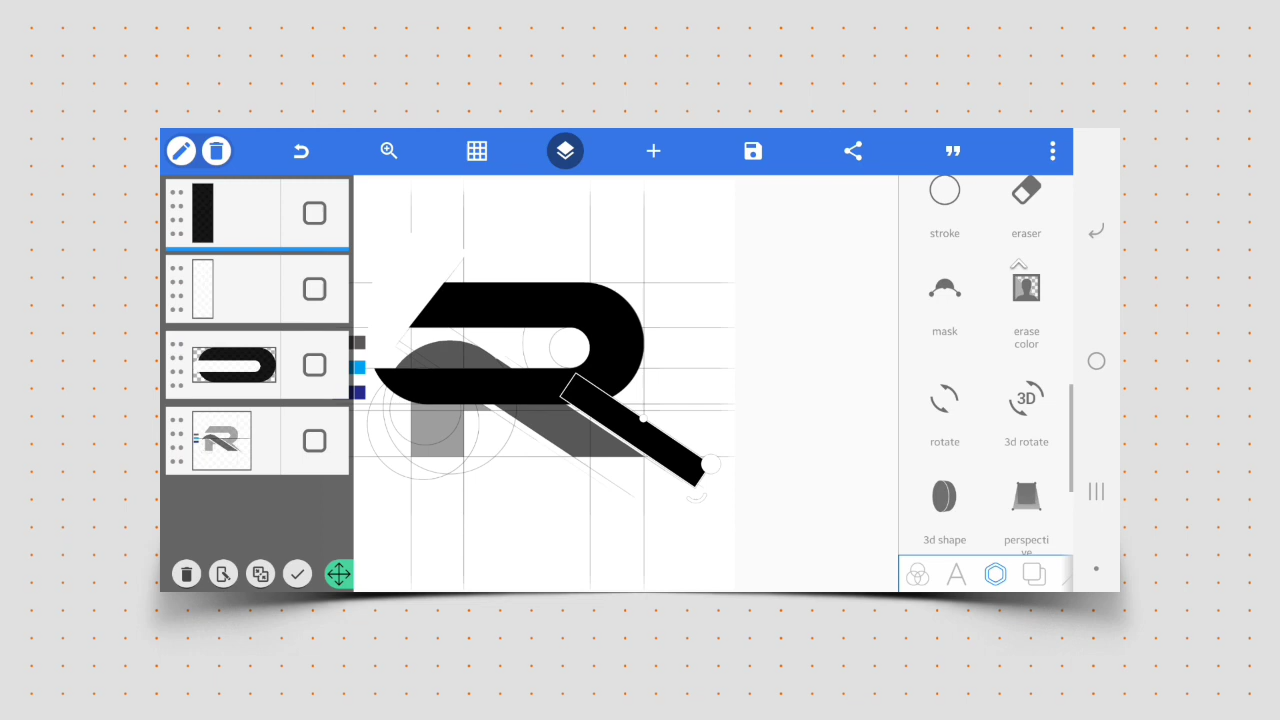 stroke
eraser
mask
erase
color
3D
rotate
3d rotate
3d shape
perspecti
ve